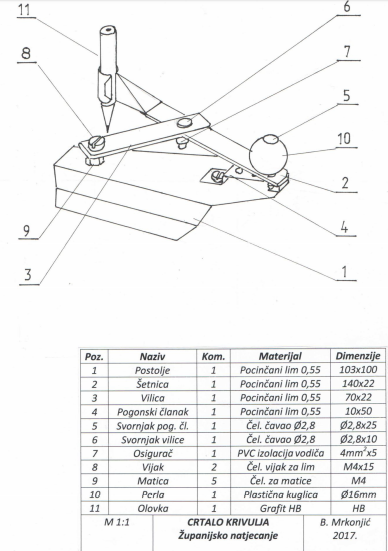 11
6
8
7
5
10
2
9
4
3
1
Poz. Naziv Kom. Materijal Dimenzije
1 Postolje 1 Pocinčani lim 0,55 103x100
2 Šetnica 1 Pocinčani lim 0,55 140x22
3 Vilica 1 Pocinčani lim 0,55 70x22
4 Pogonski članak 1 Pocinčani lim 0,55 10x50
5 Svornjak pog. čl. 1 Čel. čavao Ø2,8 Ø2,8x25
6 Svornjak vilice 1 Čel. čavao Ø2,8 Ø2,8x10
7 Osigurač 1 PVC izolacija vodiča 4mm²x5
8 Vijak 2 Čel. vijak za lim M4x15
9 Matica 5 Čel. za matice M4
10 Perla 1 Plastična kuglica Ø16mm
11 Olovka 1 Grafit HB HB
M 1:1 CRTALO KRIVULJA B. Mrkonjić
Županijsko natjecanje 2017.